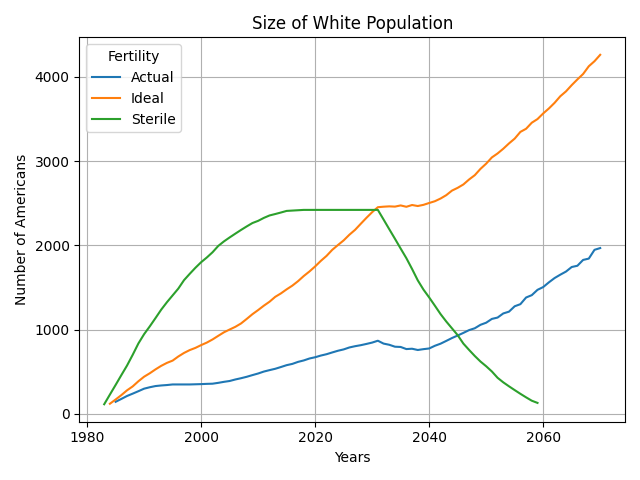 Size of White Population
Fertility
Actual
Ideal
Sterile
Number of Americans
4000
3000
2000
1000
0
1980 2000 2020 2040 2060
Years